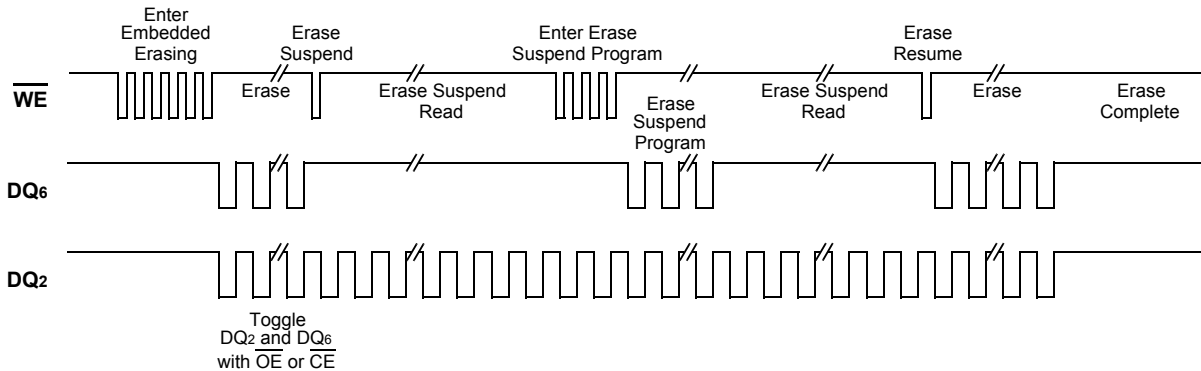 Enter
Embedded
Erasing
Erase
Suspend
Enter Erase
Suspend Program
Erase
Resume
WE
Erase
Erase Suspend
Read
Erase
Suspend
Program
Erase Suspend
Read
Erase
Erase
Complete
DQ6
DQ2
Toggle
DQ2 and DQ6
with OE or CE